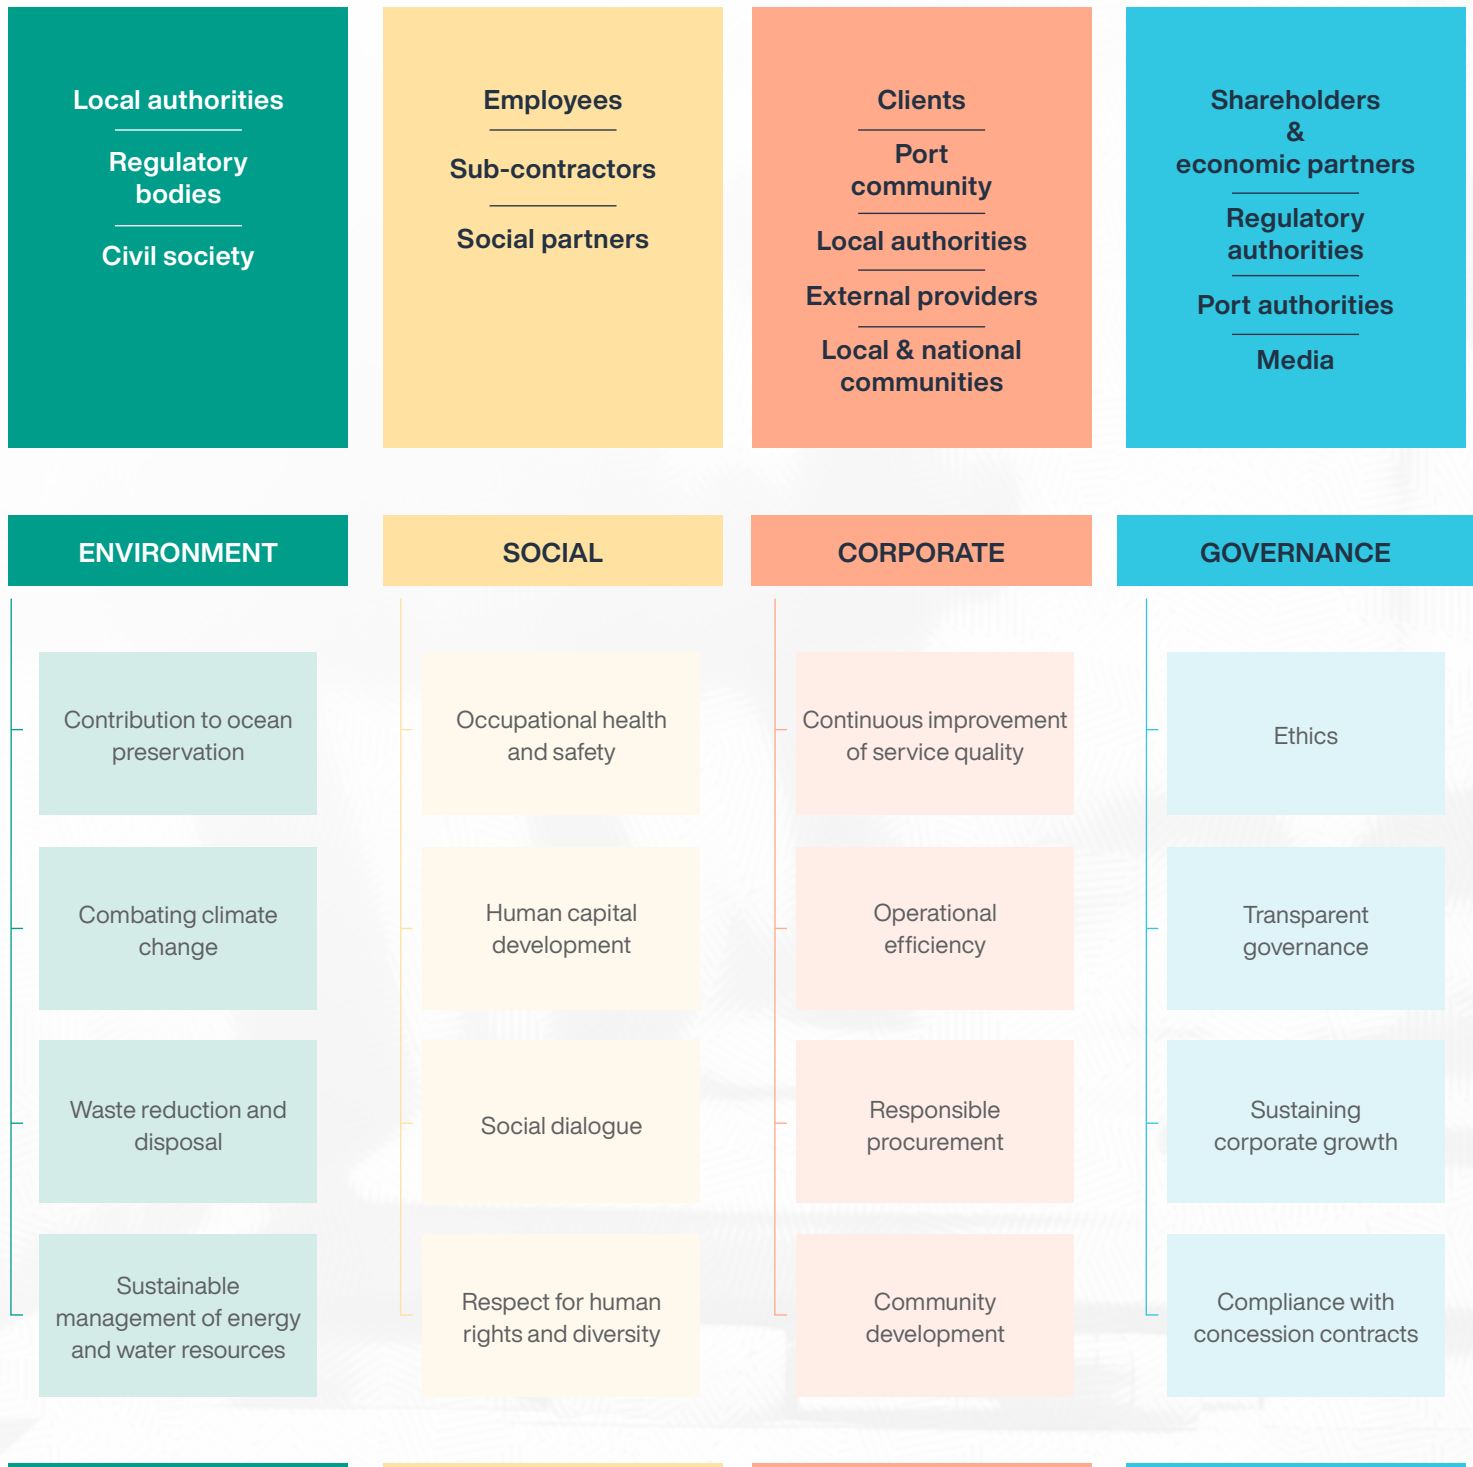 Local authorities
Regulatory
bodies
Civil society
Employees
Sub-contractors
Social partners
Clients
Port
community
Local authorities
External providers
Local & national
communities
Shareholders
&
economic partners
Regulatory
authorities
Port authorities
Media
ENVIRONMENT
Contribution to ocean
preservation
Combating climate
change
Waste reduction and
disposal
Sustainable
management of energy
and water resources
SOCIAL
Occupational health
and safety
Human capital
development
Social dialogue
Respect for human
rights and diversity
CORPORATE
Continuous improvement
of service quality
Operational
efficiency
Responsible
procurement
Community
development
GOVERNANCE
Ethics
Transparent
governance
Sustaining
corporate growth
Compliance with
concession contracts